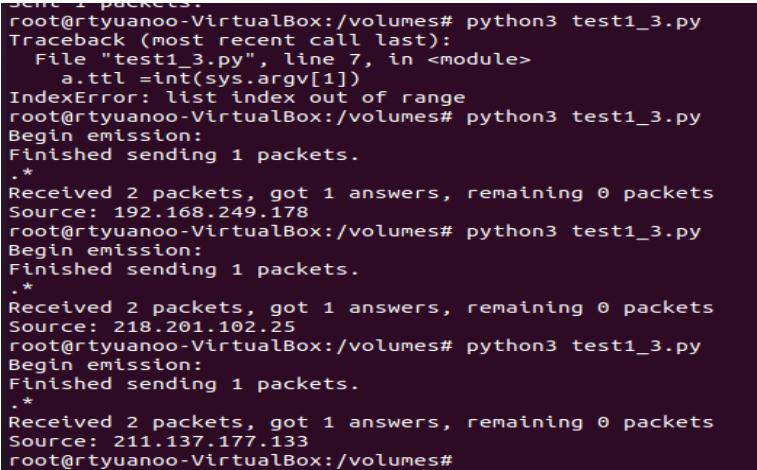 Sent 1 packets.
root@rtyuanoo-VirtualBox:/volumes# python3 test1_3.py
Traceback (most recent call last):
  File "test1_3.py", line 7, in <module>
    a.ttl =int(sys.argv[1])
IndexError: list index out of range
root@rtyuanoo-VirtualBox:/volumes# python3 test1_3.py
Begin emission:
Finished sending 1 packets.
.*
Received 2 packets, got 1 answers, remaining 0 packets
Source: 192.168.249.178
root@rtyuanoo-VirtualBox:/volumes# python3 test1_3.py
Begin emission:
Finished sending 1 packets.
.*
Received 2 packets, got 1 answers, remaining 0 packets
Source: 218.201.102.25
root@rtyuanoo-VirtualBox:/volumes# python3 test1_3.py
Begin emission:
Finished sending 1 packets.
.*
Received 2 packets, got 1 answers, remaining 0 packets
Source: 211.137.177.133
root@rtyuanoo-VirtualBox:/volumes#